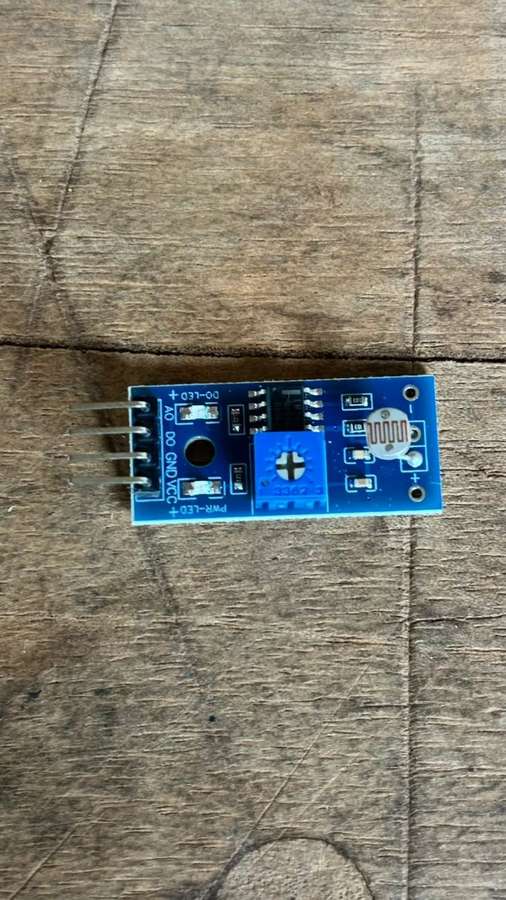 DO-LED
+
AO
DO
GND
VCC
PWR-LED
+
-
+